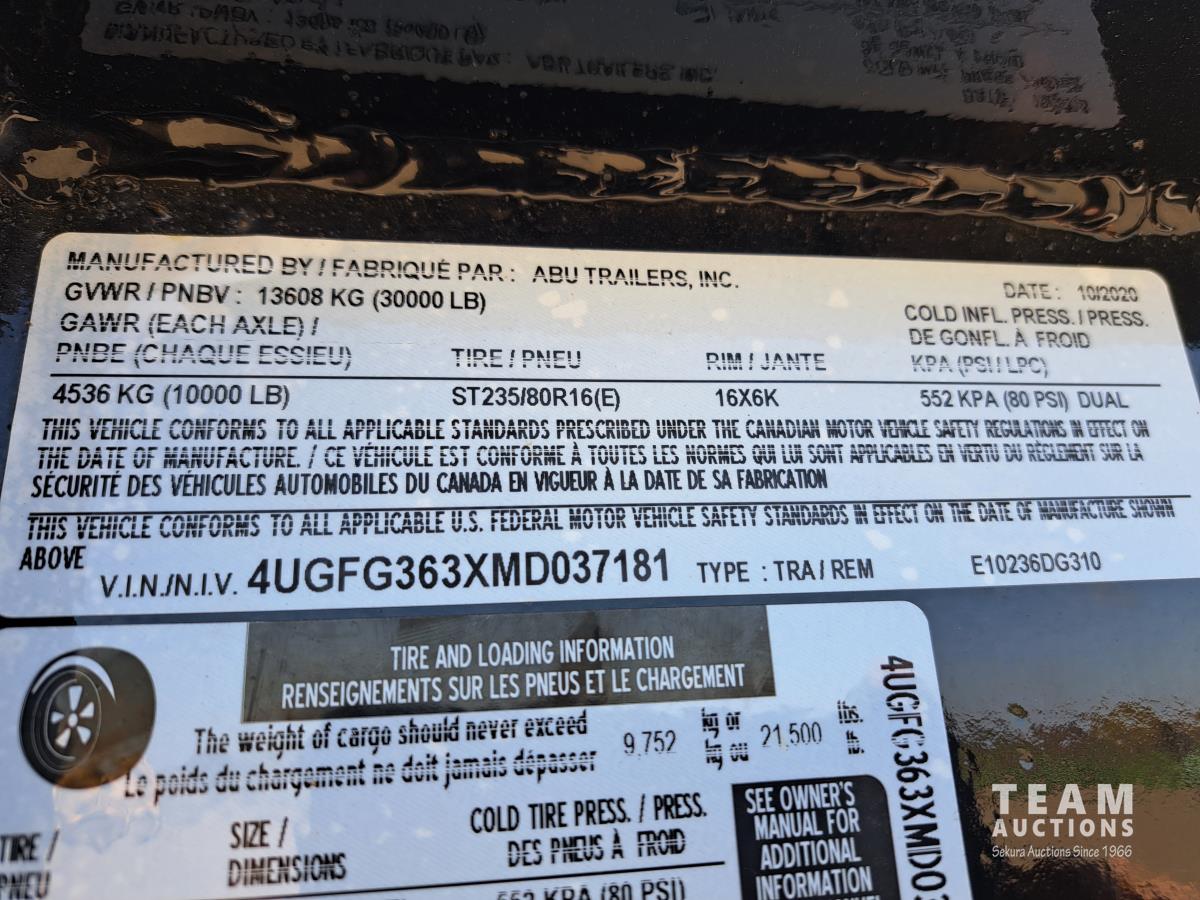 MANUFACTURED BY / FABRIQUÉ PAR : ABU TRAILERS, INC.
DATE : 10/2020
GVWR / PNBV : 13608 KG (30000 LB)
COLD INFL. PRESS. / PRESS.
GAWR (EACH AXLE) /
DE GONFL. À FROID
PNBE (CHAQUE ESSIEU) TIRE / PNEU RIM / JANTE KPA (PSI / LPC)
4536 KG (10000 LB) ST235/80R16(E) 16X6K 552 KPA (80 PSI) DUAL
THIS VEHICLE CONFORMS TO ALL APPLICABLE STANDARDS PRESCRIBED UNDER THE CANADIAN MOTOR VEHICLE SAFETY REGULATIONS IN EFFECT ON
THE DATE OF MANUFACTURE. / CE VÉHICULE EST CONFORME À TOUTES LES NORMES QUI LUI SONT APPLICABLES EN VERTU DU RÈGLEMENT SUR LA
SÉCURITÉ DES VÉHICULES AUTOMOBILES DU CANADA EN VIGUEUR À LA DATE DE SA FABRICATION
THIS VEHICLE CONFORMS TO ALL APPLICABLE U.S. FEDERAL MOTOR VEHICLE SAFETY STANDARDS IN EFFECT ON THE DATE OF MANUFACTURE SHOWN
ABOVE
V.I.N./N.I.V. 4UGFG363XMD037181 TYPE : TRA / REM E10236DG310
TIRE AND LOADING INFORMATION
RENSEIGNEMENTS SUR LES PNEUS ET LE CHARGEMENT
The weight of cargo should never exceed
Le poids du chargement ne doit jamais dépasser
9,752 kg or 21,500 lbs.
kg ou lb.
4UGFG363XMD03
TIRE /
PNEU
SIZE /
DIMENSIONS
COLD TIRE PRESS. / PRESS.
DES PNEUS À FROID
552 KPA (80 PSI)
SEE OWNER'S
MANUAL FOR
ADDITIONAL
INFORMATION
TEAM
AUCTIONS
Sekura Auctions Since 1966